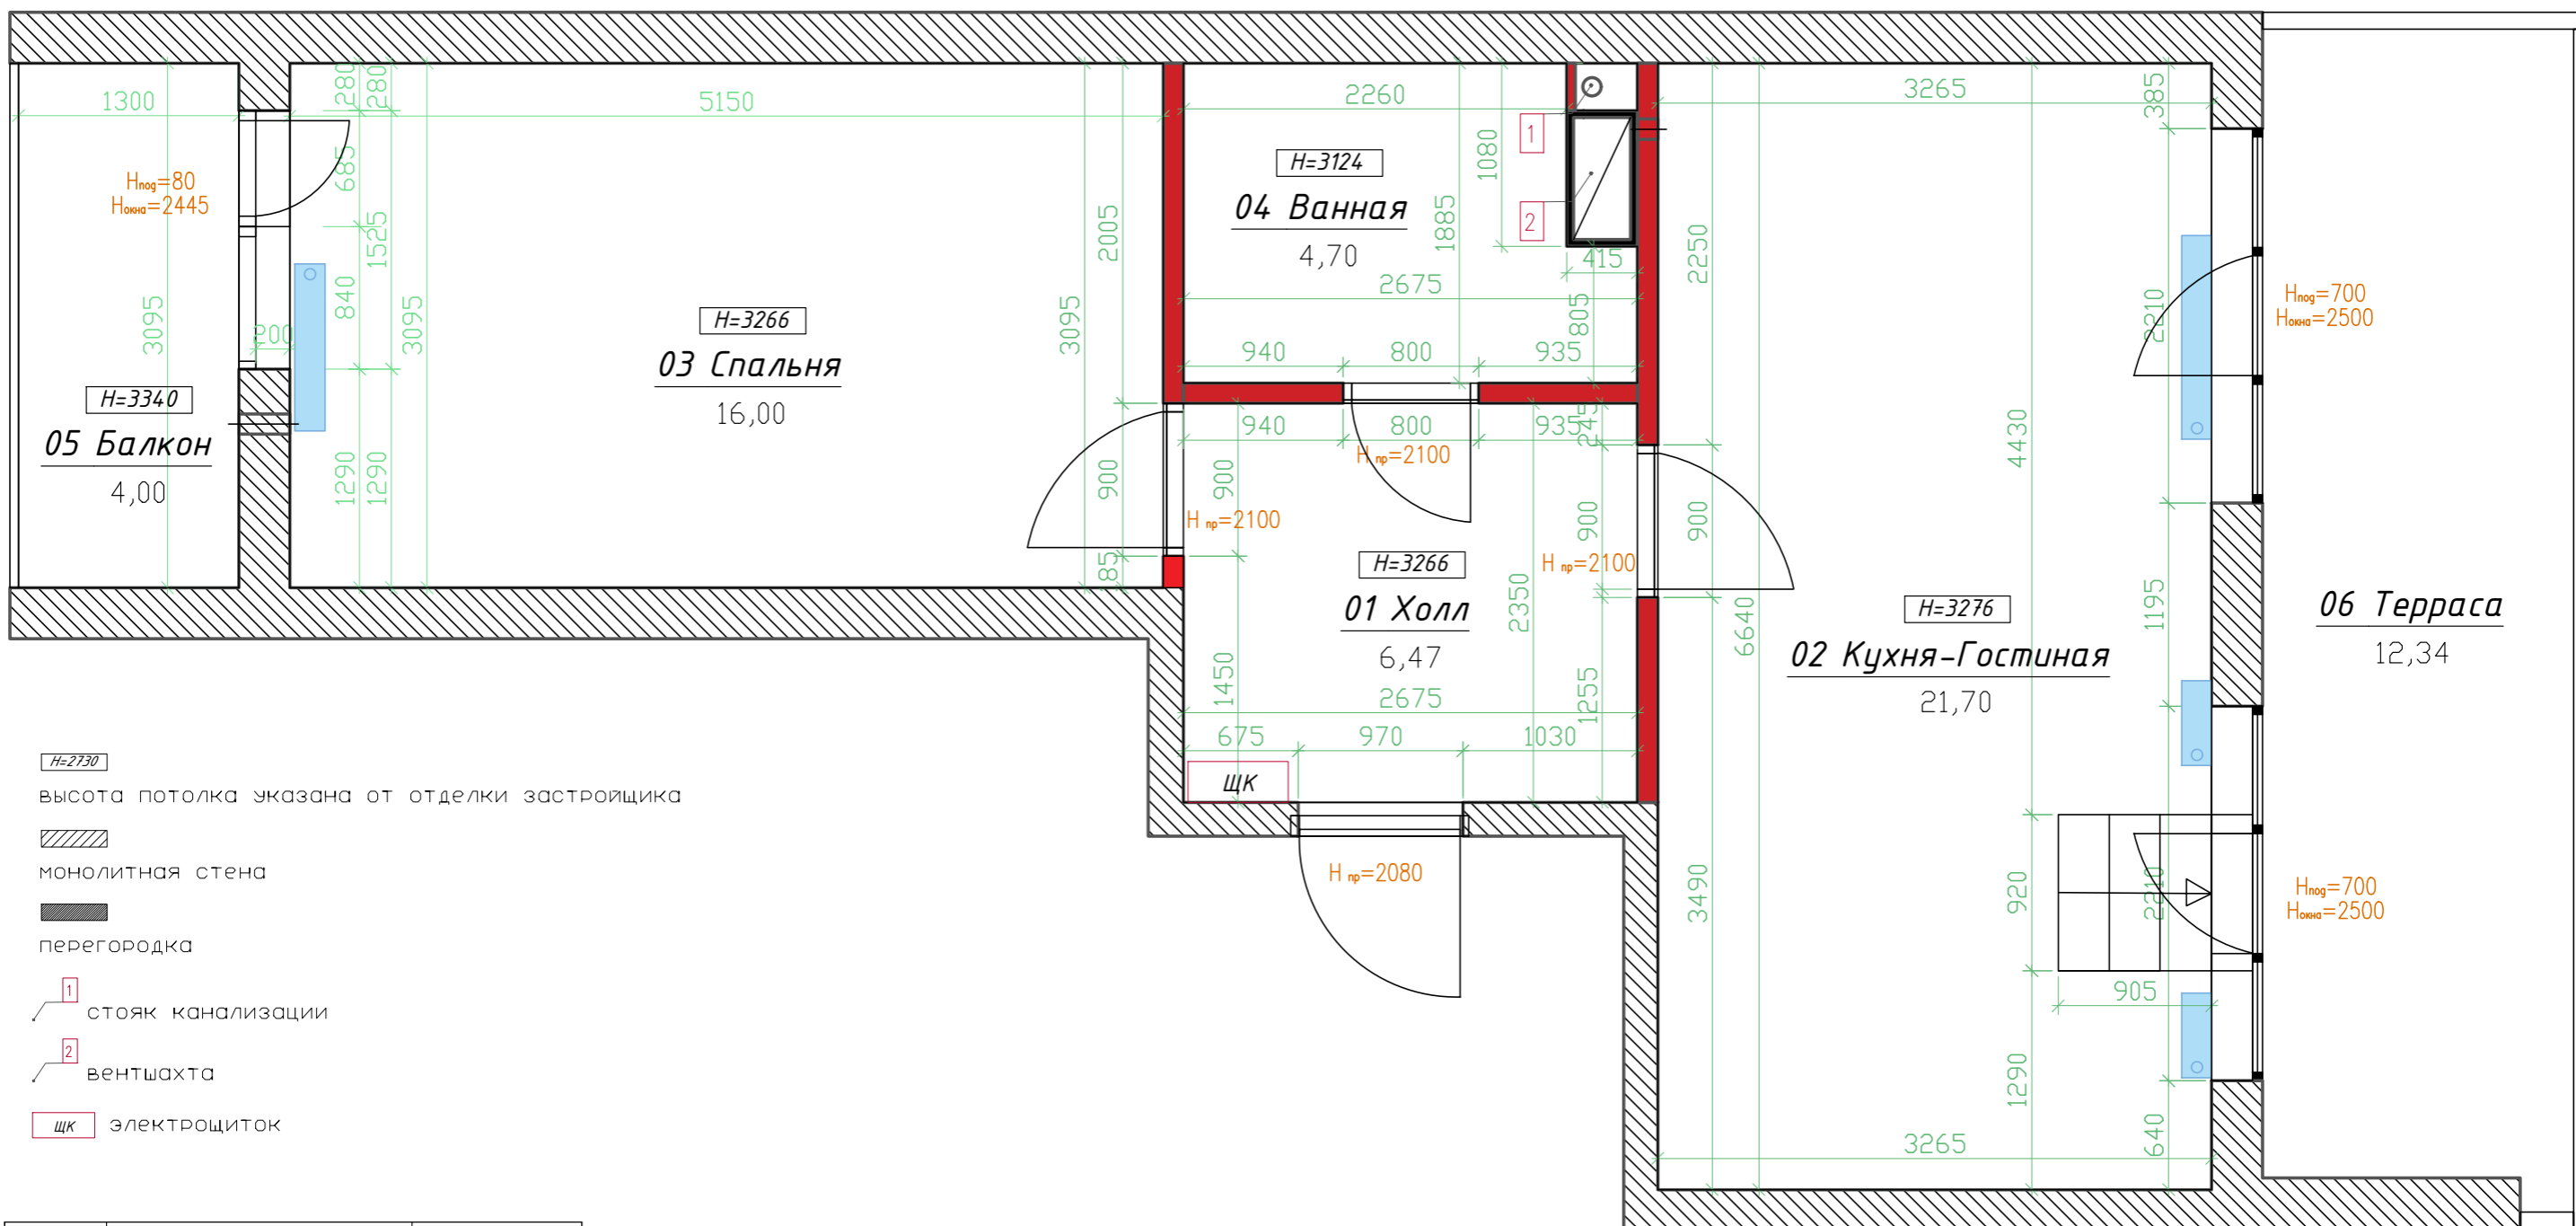 1300
280
280
5150
2260
3265
385
Hпод=80
Hокна=2445
685
1525
840
200
3095
3095
1290
1290
H=3340
05 Балкон
4,00
H=3266
03 Спальня
16,00
2005
3095
900
85
H=3124
04 Ванная
4,70
1080
1885
1
2
415
2675
805
940
800
935
940
800
935
245
H пр=2100
H пр=2100
H пр=2100
900
900
1450
H=3266
01 Холл
6,47
2350
1255
2675
675
970
1030
ЩК
H пр=2080
2250
900
6640
3490
4430
H=3276
02 Кухня-Гостиная
21,70
2210
1195
2210
920
905
1290
3265
640
Hпод=700
Hокна=2500
06 Терраса
12,34
Hпод=700
Hокна=2500
H=2730
высота потолка указана от отделки застройщика
монолитная стена
перегородка
1
стояк канализации
2
вентшахта
ЩК электрощиток